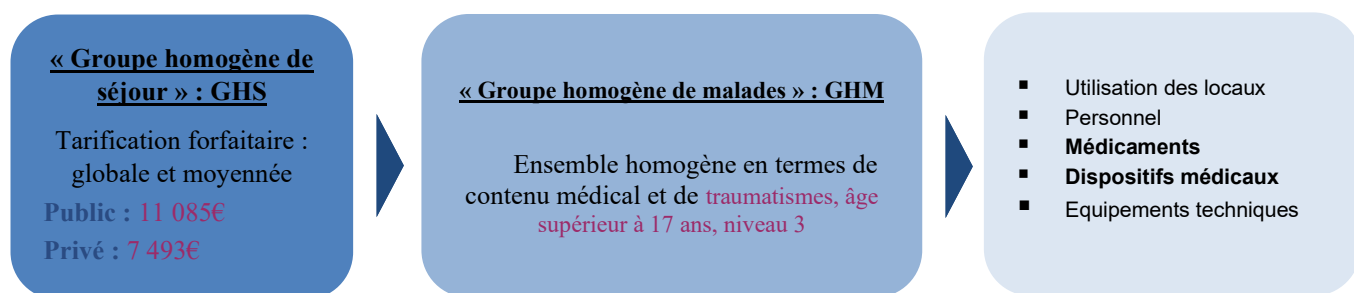 « Groupe homogène de
séjour » : GHS
Tarification forfaitaire :
globale et moyennée
Public : 11 085€
Privé : 7 493€
« Groupe homogène de malades » : GHM
Ensemble homogène en termes de
contenu médical et de traumatismes, âge
supérieur à 17 ans, niveau 3
▪ Utilisation des locaux
▪ Personnel
▪ Médicaments
▪ Dispositifs médicaux
▪ Equipements techniques